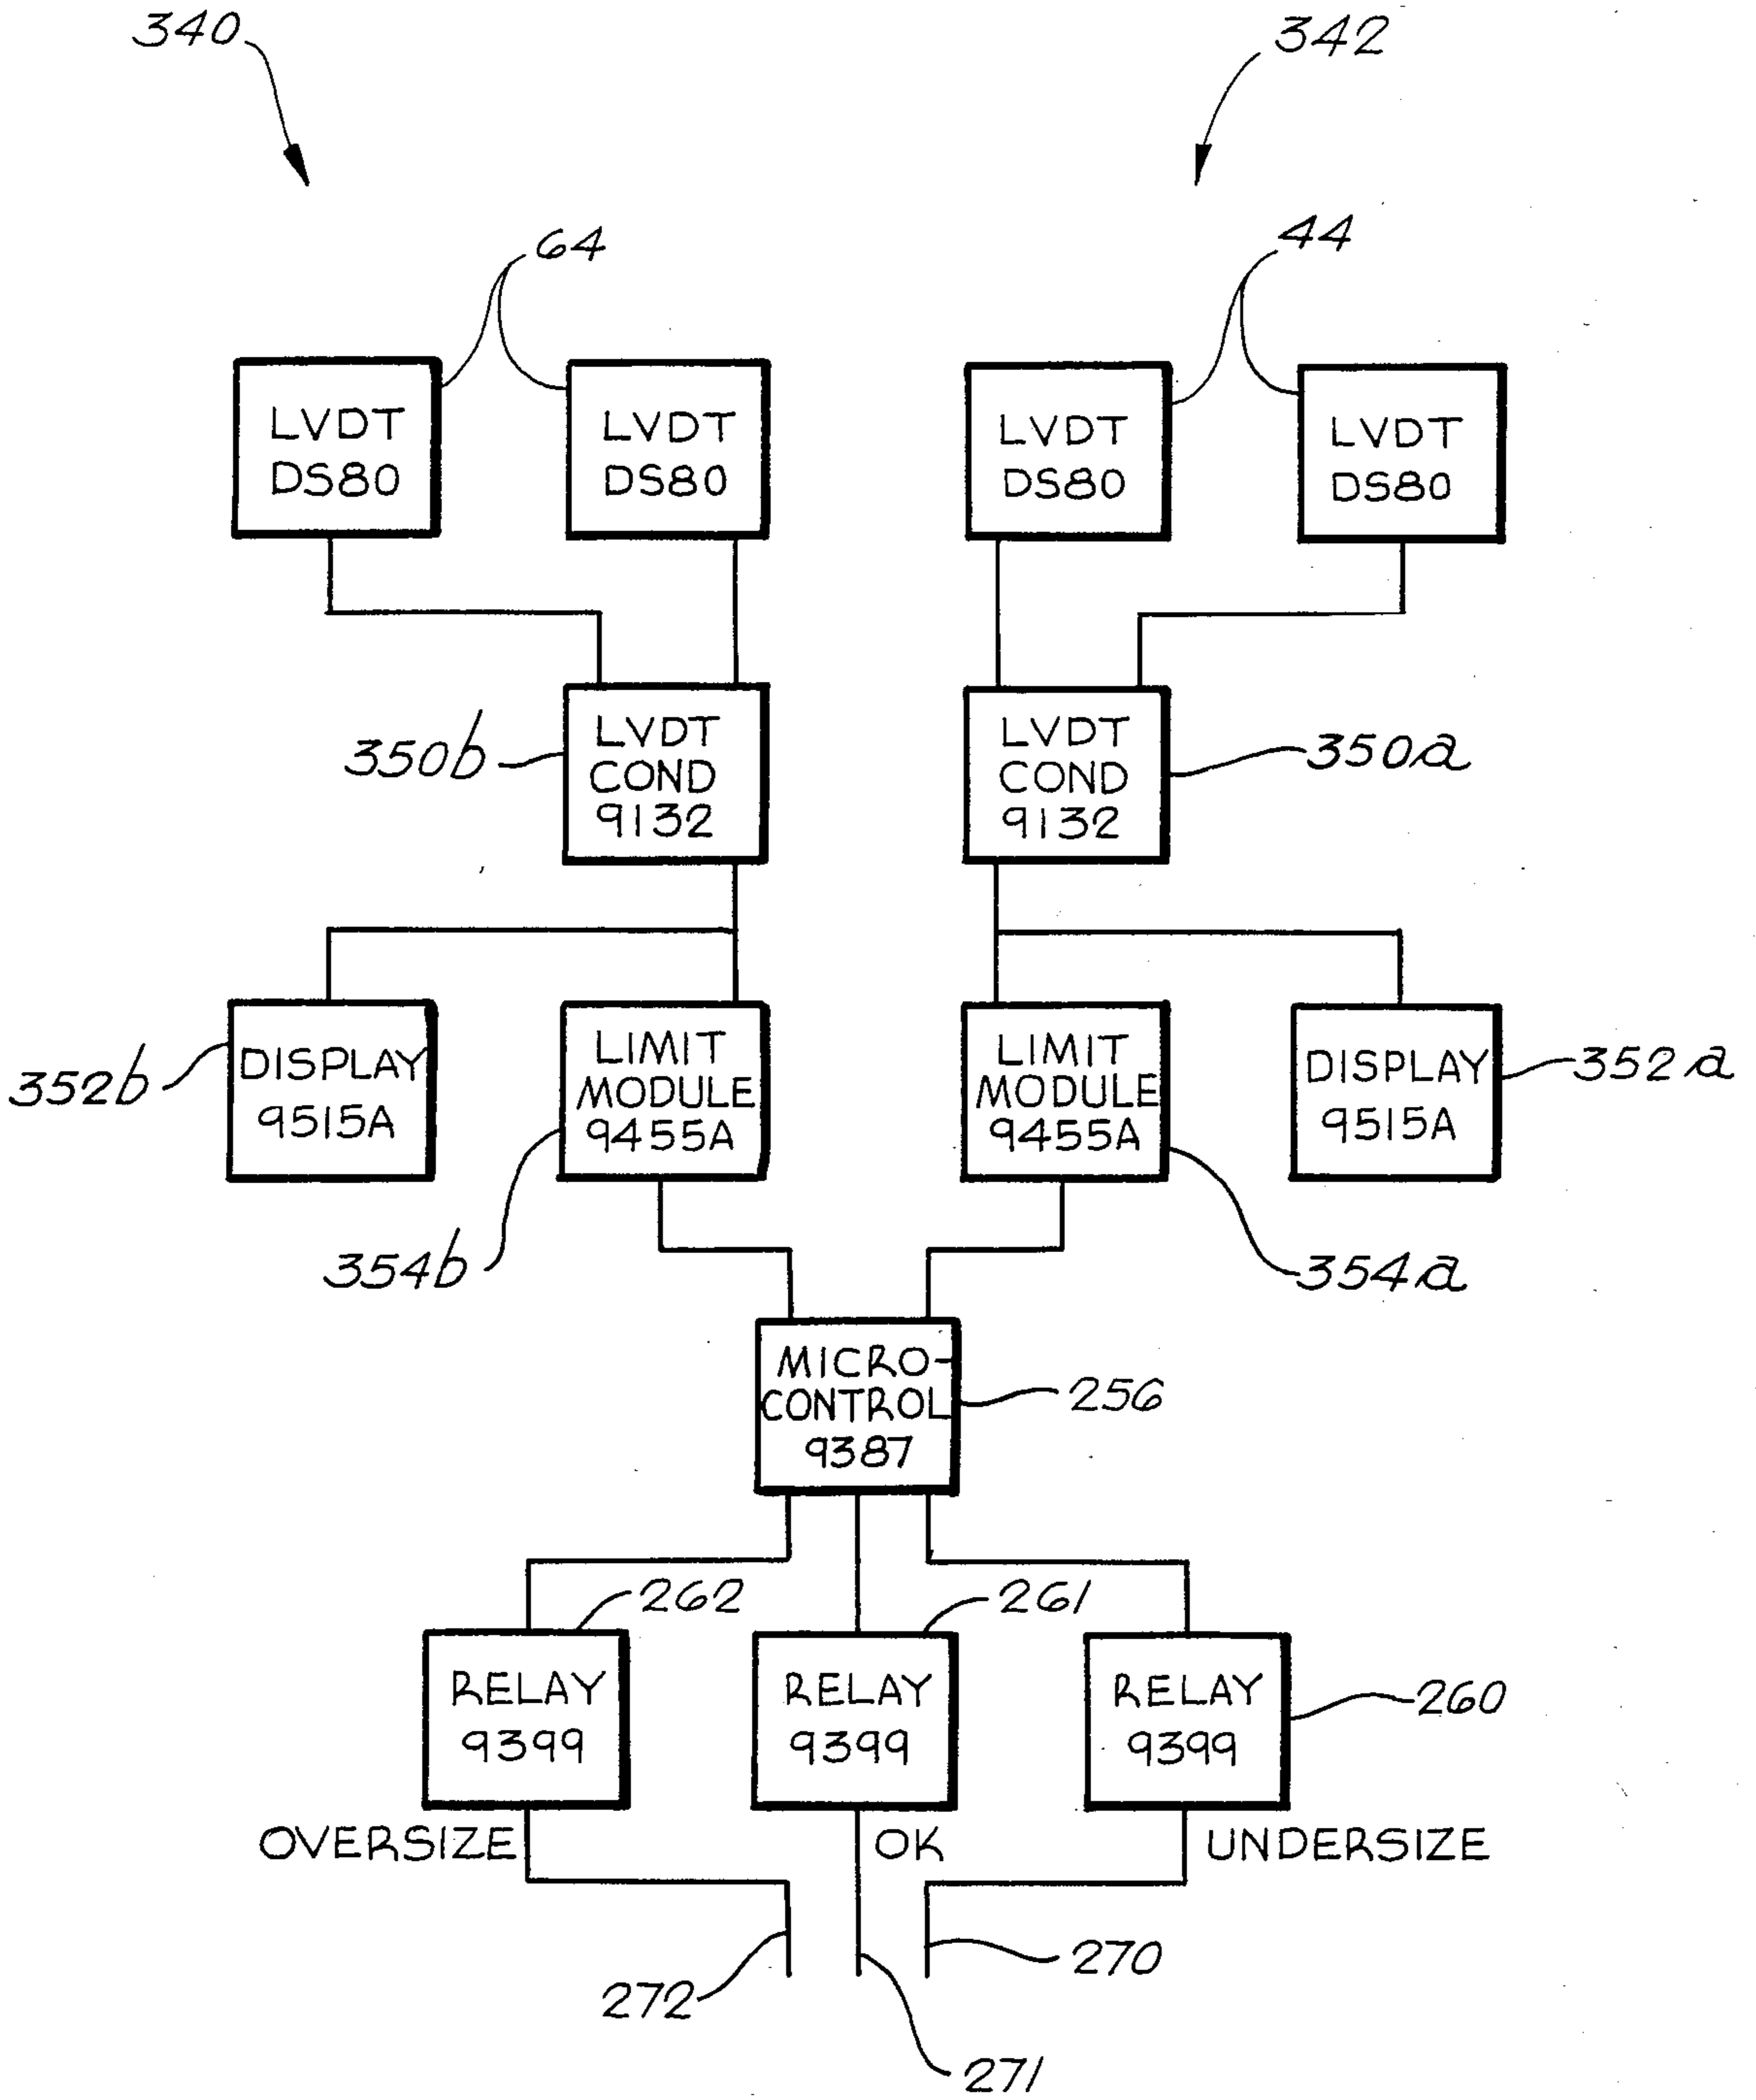 340
342
64
44
LVDT
DS80
LVDT
DS80
LVDT
DS80
LVDT
DS80
350b
LVDT
COND
9132
LVDT
COND
9132
350a
352b
DISPLAY
9515A
LIMIT
MODULE
9455A
LIMIT
MODULE
9455A
DISPLAY
9515A
352a
354b
354a
MICRO-
CONTROL
9387
256
262
261
RELAY
9399
RELAY
9399
RELAY
9399
260
OVERSIZE
OK
UNDERSIZE
272
270
271